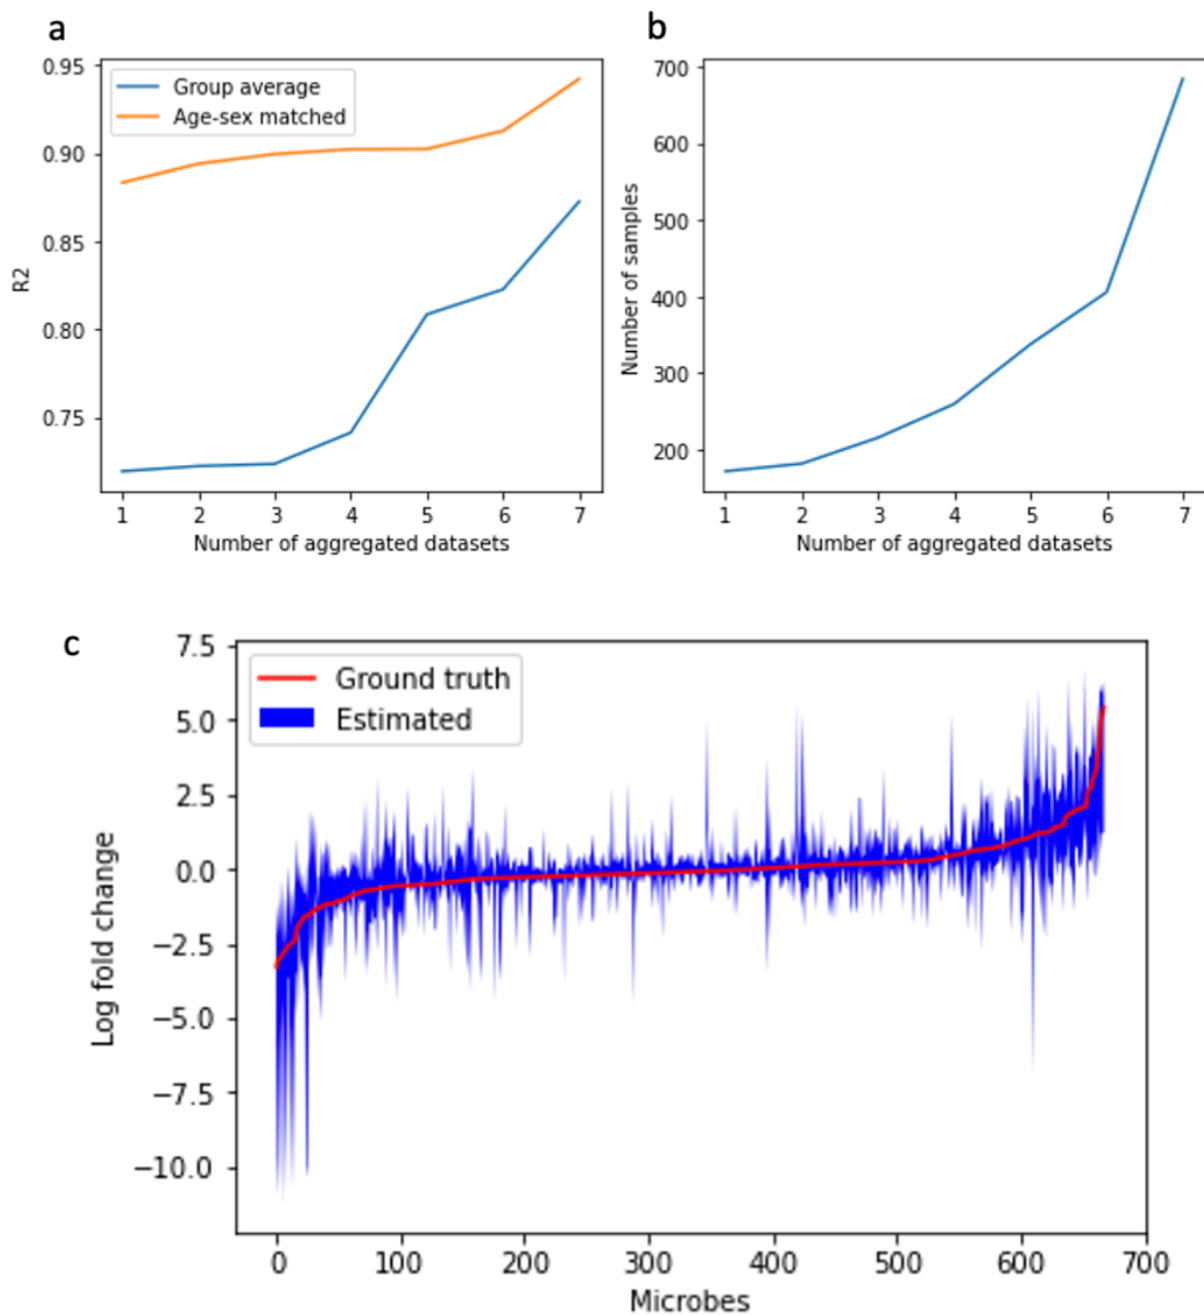 a
b
0.95
0.90
0.85
0.80
0.75
R2
Group average
Age-sex matched
1 2 3 4 5 6 7
Number of aggregated datasets
700
600
500
400
300
200
Number of samples
1 2 3 4 5 6 7
Number of aggregated datasets
c
7.5
5.0
2.5
0.0
−2.5
−5.0
−7.5
−10.0
Log fold change
Ground truth
Estimated
0 100 200 300 400 500 600 700
Microbes